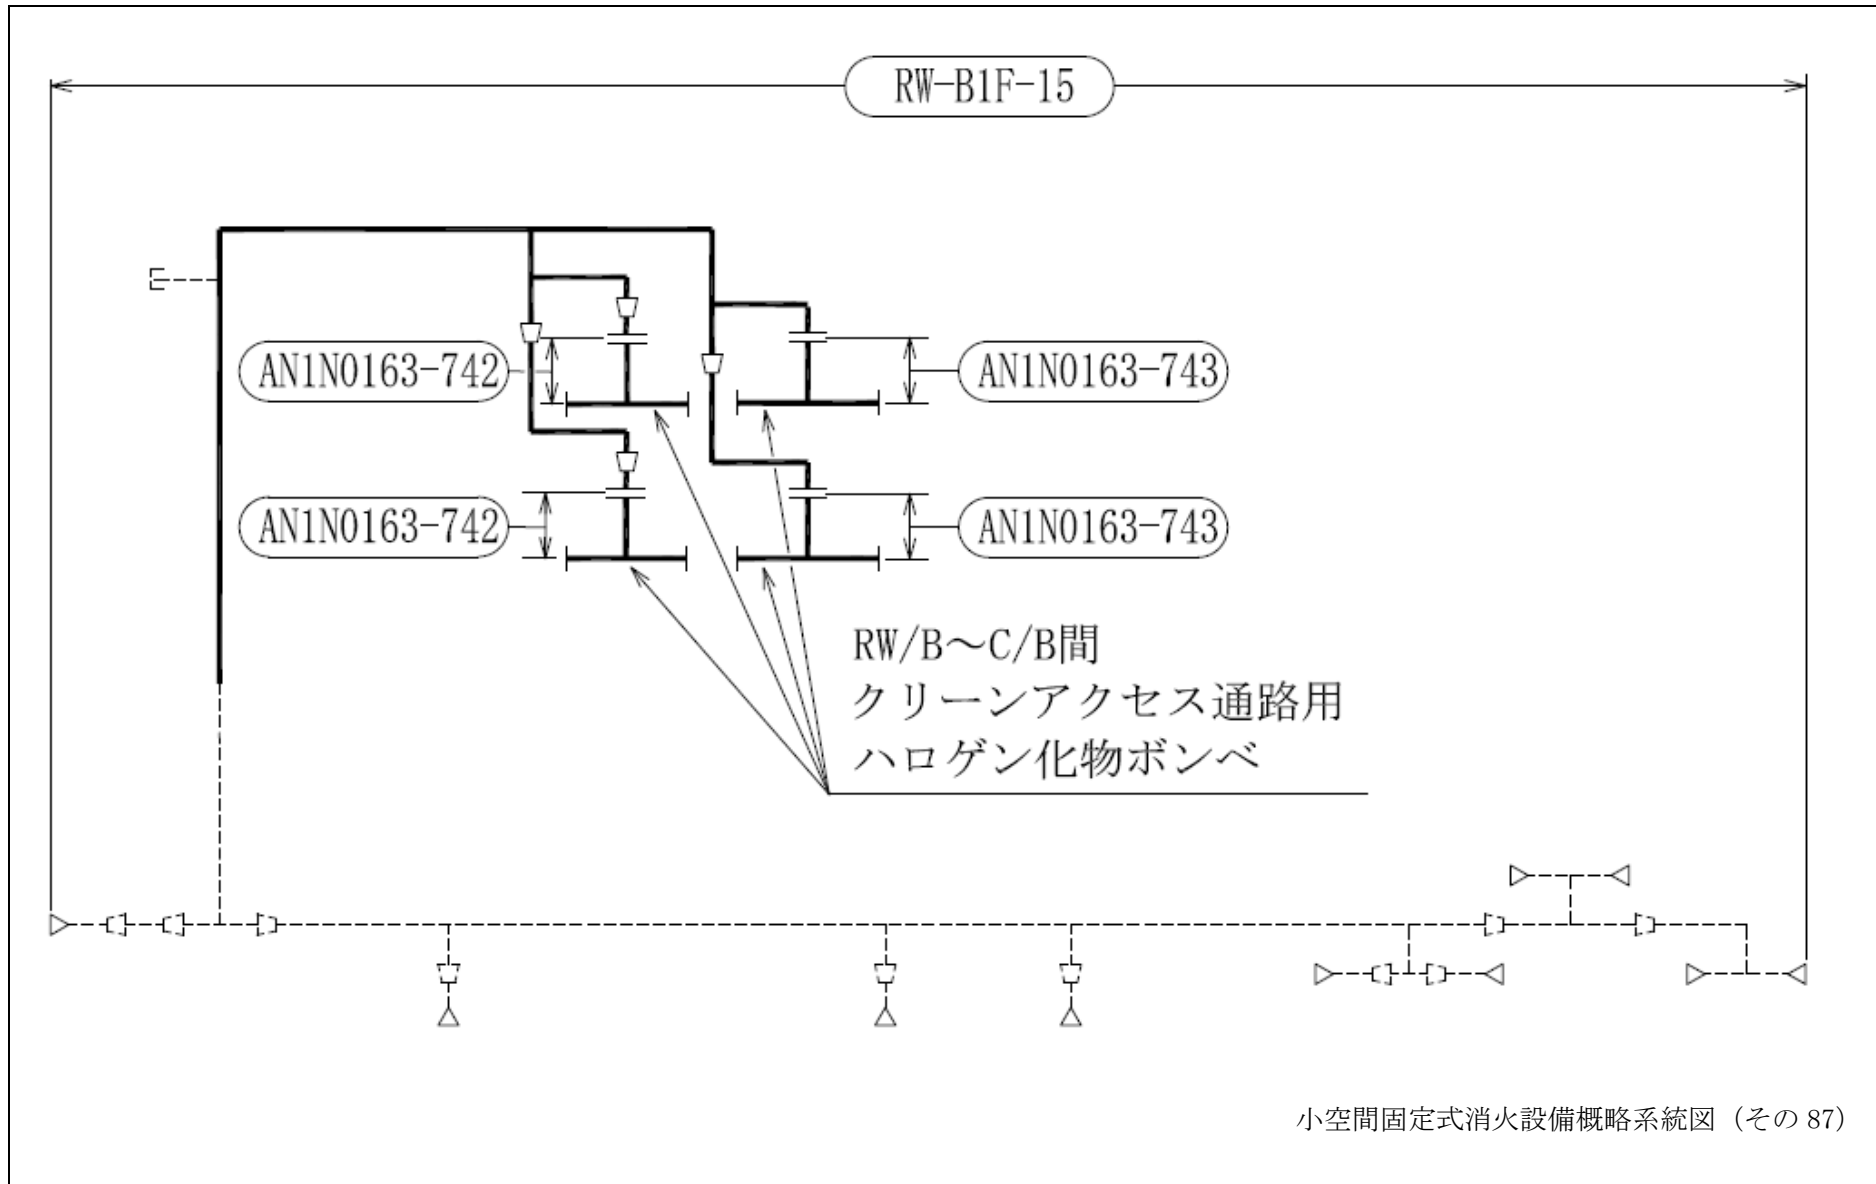 RW-B1F-15
AN1N0163-742
AN1N0163-743
AN1N0163-742
AN1N0163-743
RW/B～C/B間
クリーンアクセス通路用
ハロゲン化物ボンベ
小空間固定式消火設備概略系統図（その 87）